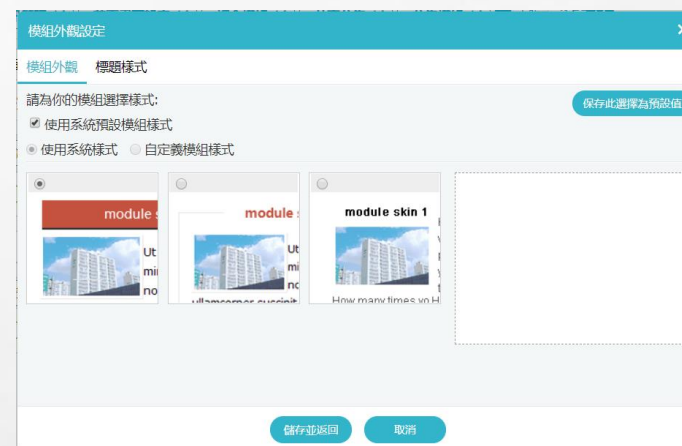 模組外觀設定
模組外觀 標題樣式
請為你的模組選擇樣式:
保存此選擇為預設值
使用系統預設模組樣式
使用系統樣式 自定義模組樣式
module s
Ut
mi
no
module
Ut
mi
no
ullamcorper suscipit
module skin 1
How many times yo H
儲存並返回 取消